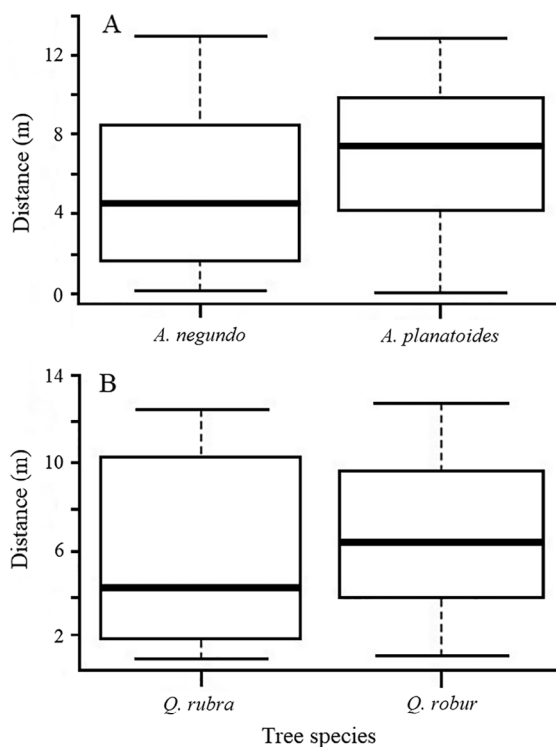 A
Distance (m)
12
8
4
0
A. negundo A. planatoides
B
Distance (m)
14
10
6
2
Q. rubra Q. robur
Tree species